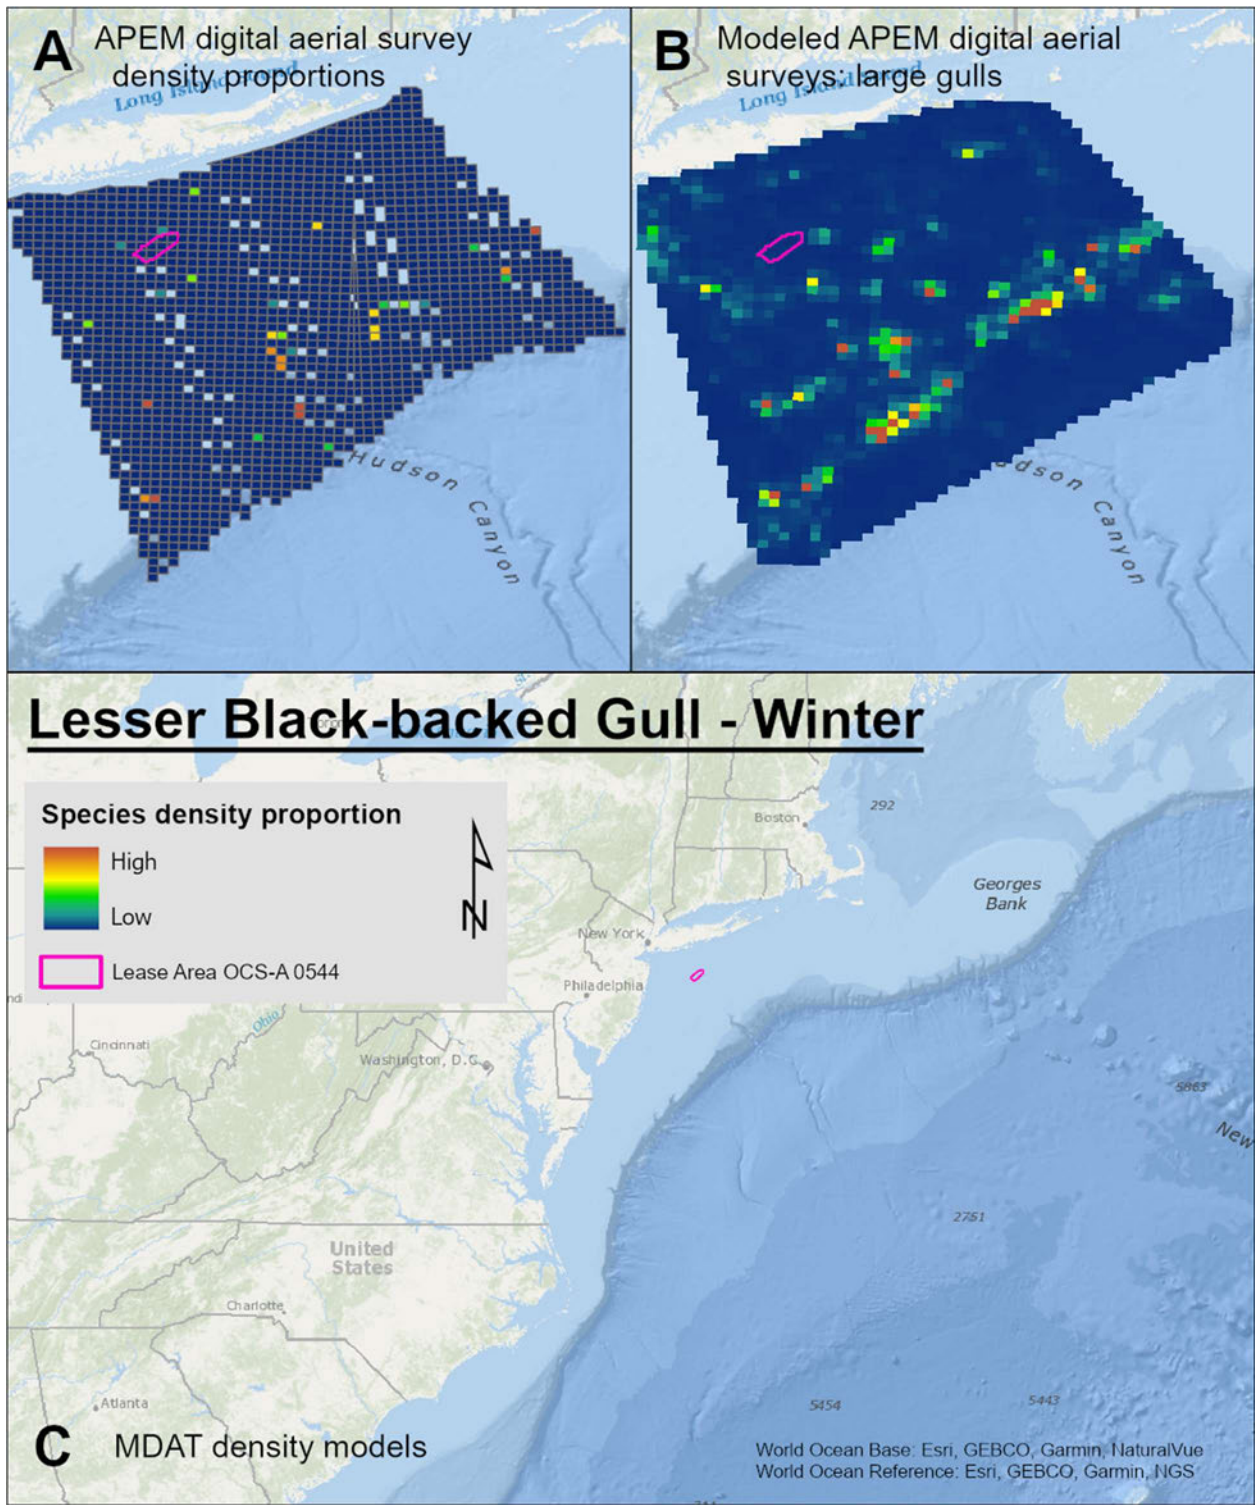 A APEM digital aerial survey
density proportions
Long Island Sound
Hudson Canyon
B Modeled APEM digital aerial
surveys: large gulls
Long Island Sound
udson Canyon
Lesser Black-backed Gull - Winter
Species density proportion
High
Low
N
Lease Area OCS-A 0544
292
Boston
Georges
Bank
New York
Philadelphia
Ohio
Cincinnati
Washington, D.C.
5863
New
2751
United
States
Charlotte
Atlanta
5454
5443
C MDAT density models
World Ocean Base: Esri, GEBCO, Garmin, NaturalVue
World Ocean Reference: Esri, GEBCO, Garmin, NGS